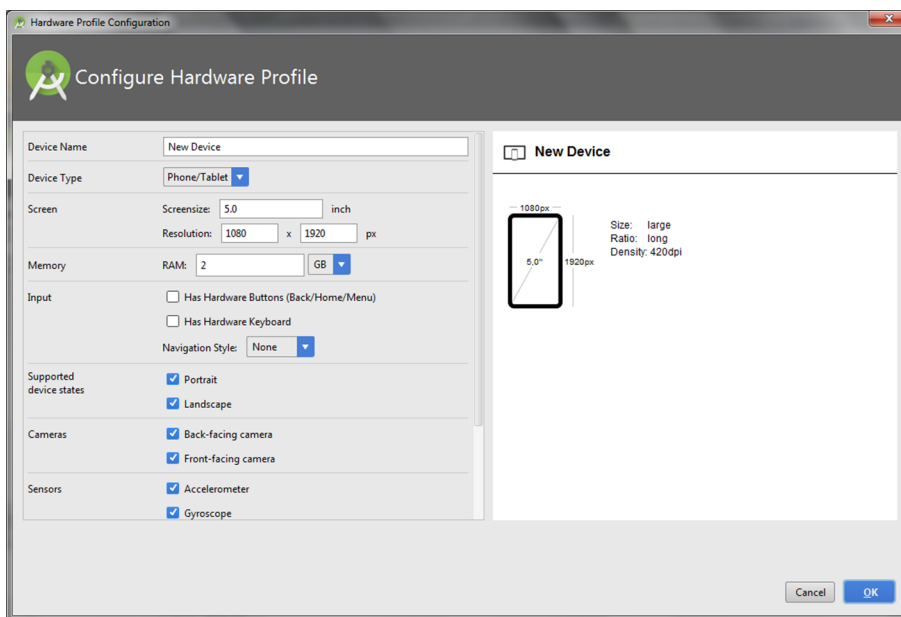 Hardware Profile Configuration
Configure Hardware Profile
Device Name New Device
Device Type Phone/Tablet
Screen Screensize: 5.0 inch
Resolution: 1080 x 1920 px
Memory RAM: 2 GB
Input Has Hardware Buttons (Back/Home/Menu)
Has Hardware Keyboard
Navigation Style: None
Supported
device states
Portrait
Landscape
Cameras Back-facing camera
Front-facing camera
Sensors Accelerometer
Gyroscope
New Device
1080px
5,0"
1920px
Size: large
Ratio: long
Density: 420dpi
Cancel OK